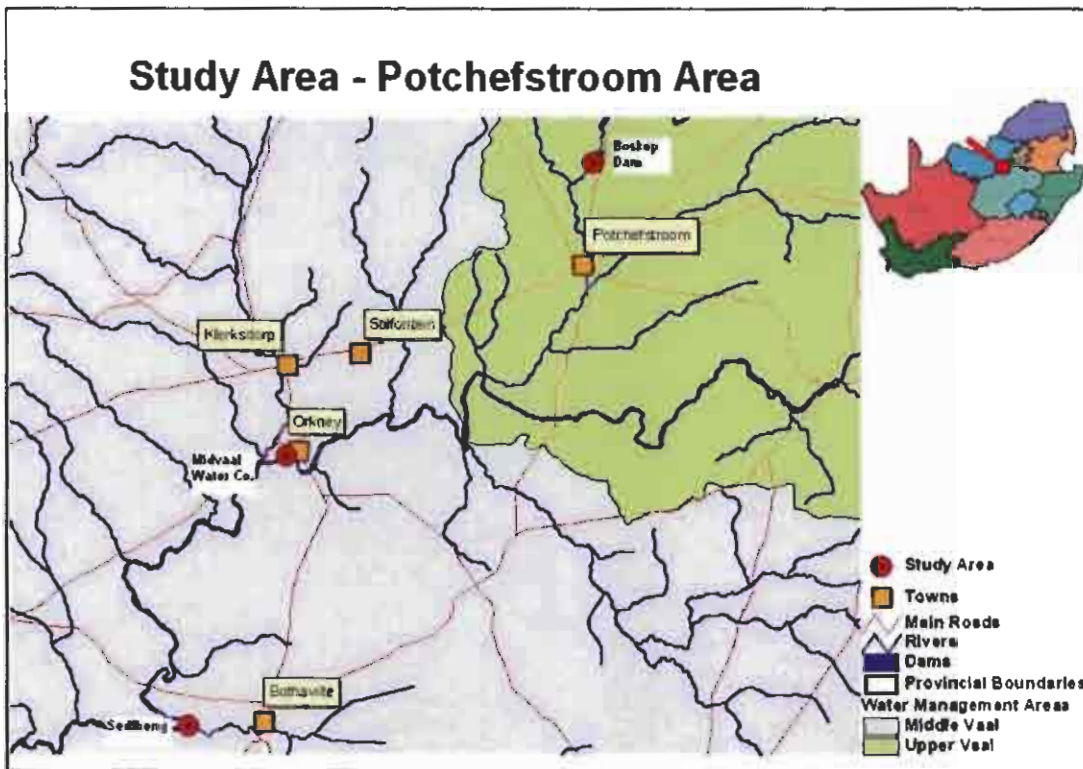 Study Area - Potchefstroom Area
Boskop
Dam
Potchefstroom
Stilfontein
Klerksdorp
Orkney
Midvaal
Water Co.
Bothaville
Sedibeng
Study Area
Towns
Main Roads
Rivers
Dams
Provincial Boundaries
Water Management Areas
Middle Vaal
Upper Vaal